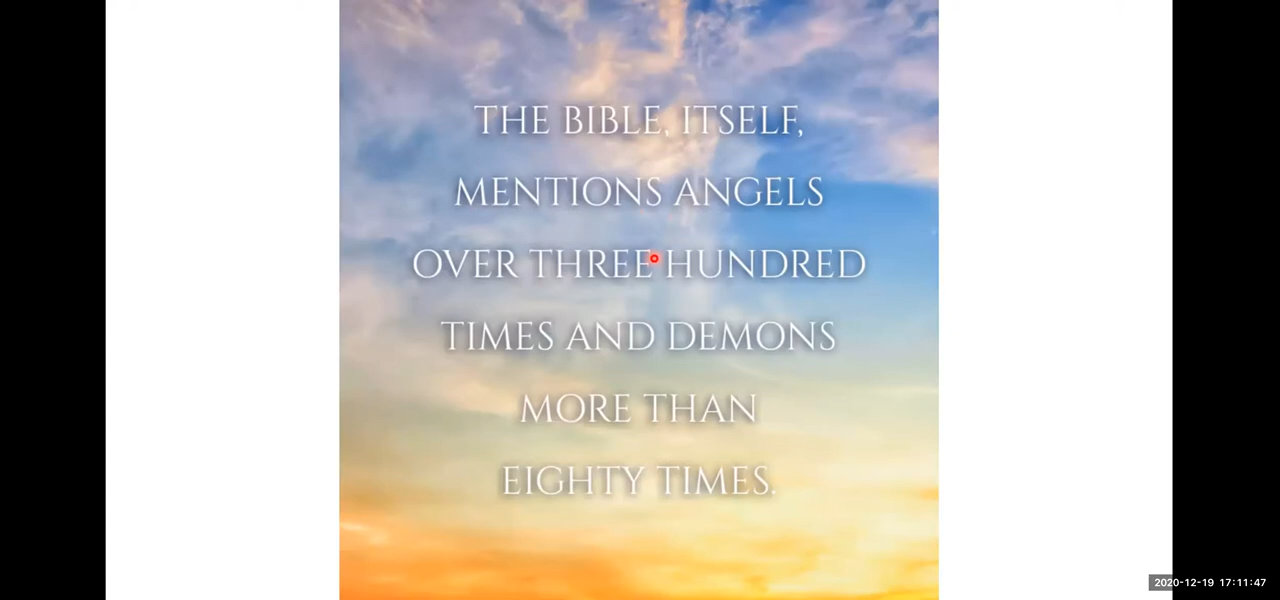 THE BIBLE, ITSELF,
MENTIONS ANGELS
OVER THREE HUNDRED
TIMES AND DEMONS
MORE THAN
EIGHTY TIMES.
2020-12-19 17:11:47